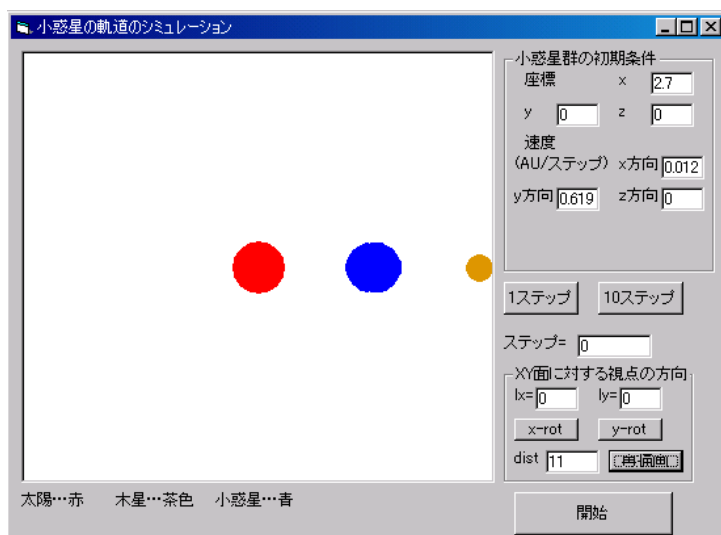 小惑星の軌道のシミュレーション
小惑星群の初期条件
座標 x 2.7
y 0 z 0
速度
(AU/ステップ) x方向 0.012
y方向 0.619 z方向 0
1ステップ 10ステップ
ステップ= 0
XY面に対する視点の方向
lx= 0 ly= 0
x-rot y-rot
dist 11 再描画
太陽…赤 木星…茶色 小惑星…青
開始